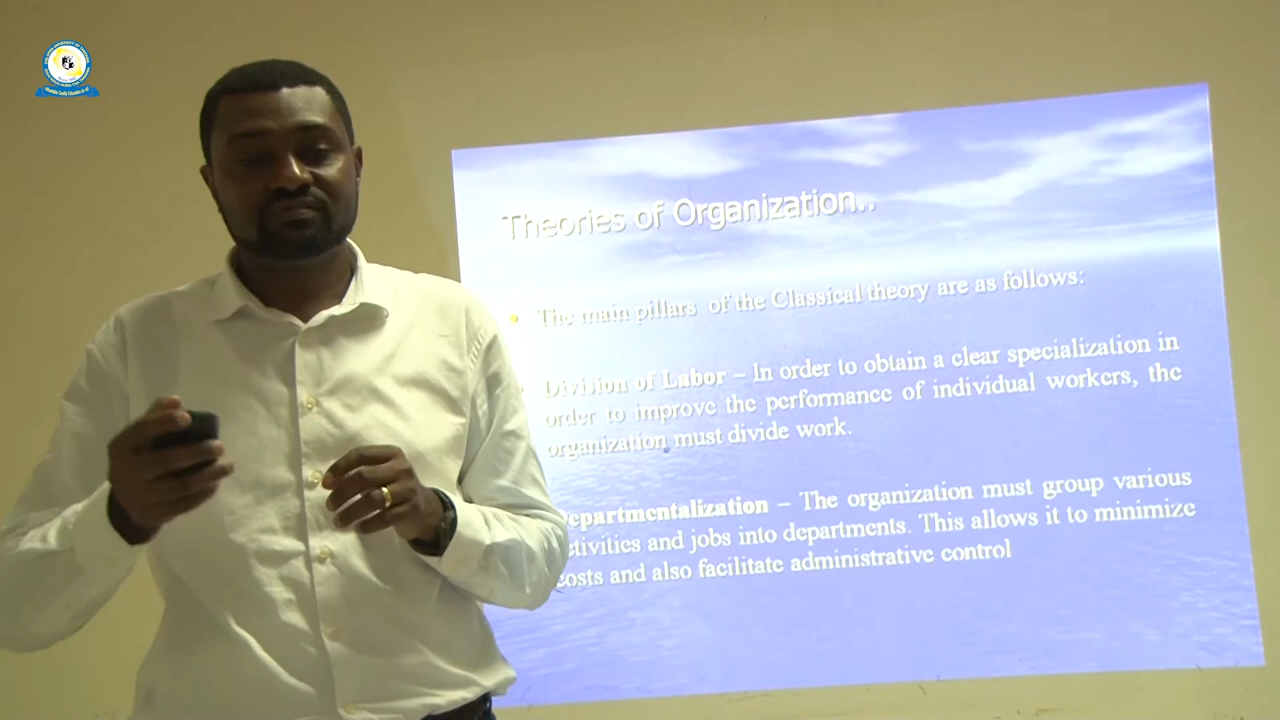 Theories of Organization..
The main pillars of the Classical theory are as follows:
Division of Labor – In order to obtain a clear specialization in
order to improve the performance of individual workers, the
organization must divide work.
epartmentalization – The organization must group various
ctivities and jobs into departments. This allows it to minimize
costs and also facilitate administrative control